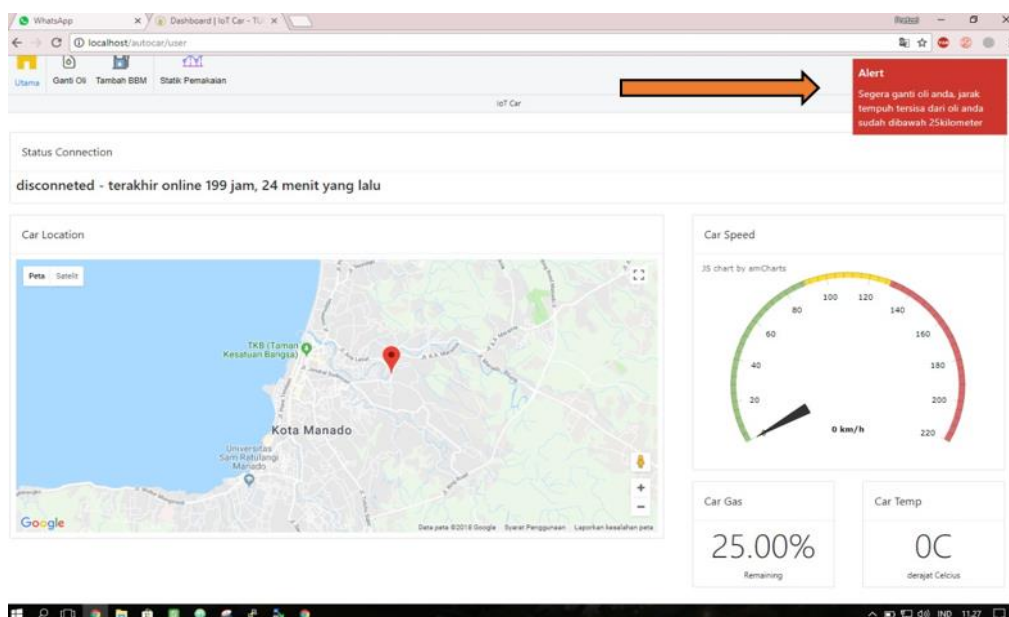 WhatsApp
Dashboard | IoT Car - TU
localhost/autocar/user
Utama
Ganti Oli
Tambah BBM
Statik Pemakaian
Alert
Segera ganti oli anda, jarak
tempuh tersisa dari oli anda
sudah dibawah 25kilometer
IoT Car
Status Connection
disconneted - terakhir online 199 jam, 24 menit yang lalu
Car Location
Peta
Satelit
TKB (Taman
Kesatuan Bangsa)
Kota Manado
Universitas
Sam Ratulangi
Manado
Google
Data peta ©2018 Google
Syarat Penggunaan
Laporkan kesalahan peta
Car Speed
JS chart by amCharts
20
40
60
80
100
120
140
160
180
200
220
0 km/h
Car Gas
25.00%
Remaining
Car Temp
0C
derajat Celcius
IND
11.27